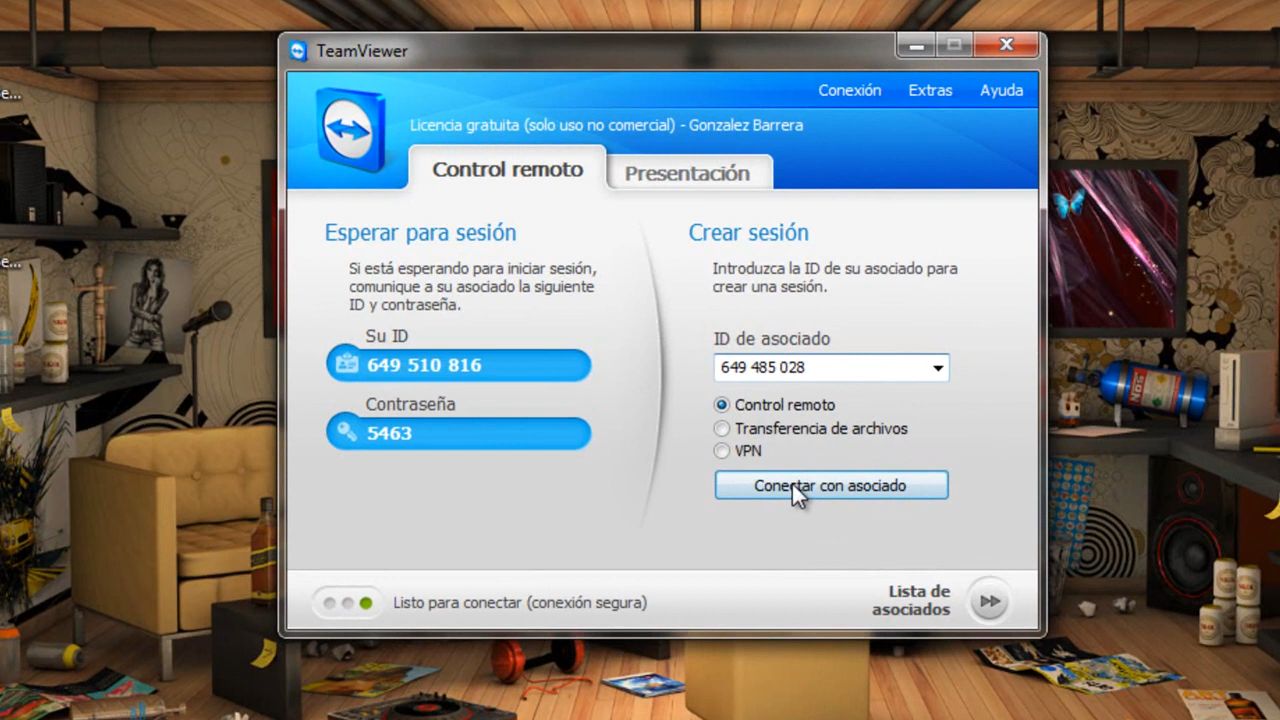 TeamViewer
Conexión Extras Ayuda
Licencia gratuita (solo uso no comercial) - Gonzalez Barrera
Control remoto
Presentación
Esperar para sesión
Si está esperando para iniciar sesión,
comunique a su asociado la siguiente
ID y contraseña.
Su ID
649 510 816
Contraseña
5463
Crear sesión
Introduzca la ID de su asociado para
crear una sesión.
ID de asociado
649 485 028
Control remoto
Transferencia de archivos
VPN
Conectar con asociado
Listo para conectar (conexión segura)
Lista de
asociados
e...
e...
NOS